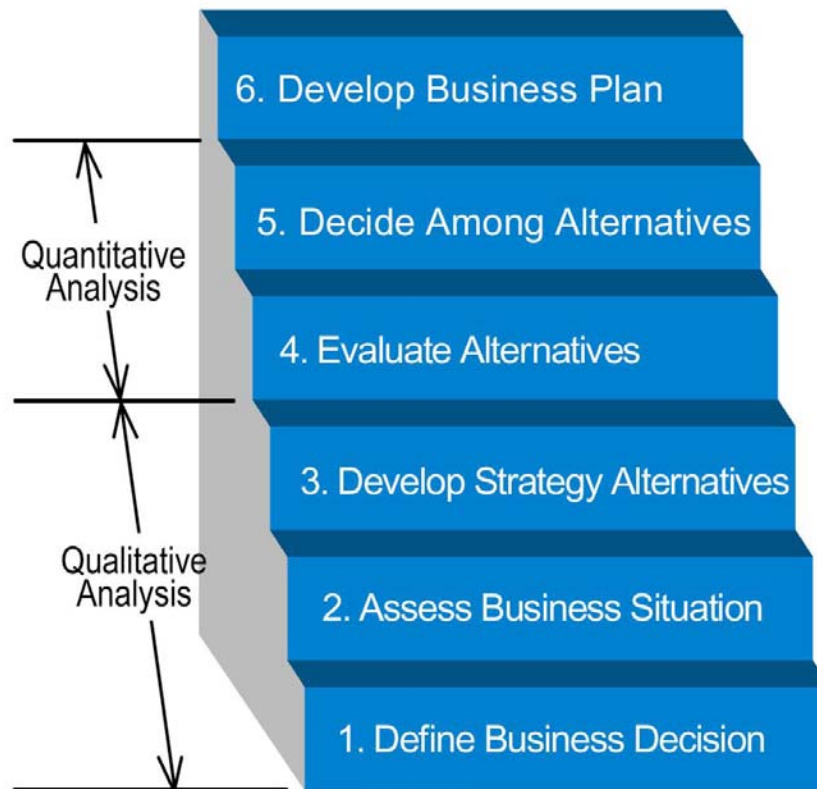 6. Develop Business Plan
5. Decide Among Alternatives
Quantitative
Analysis
4. Evaluate Alternatives
3. Develop Strategy Alternatives
Qualitative
Analysis
2. Assess Business Situation
1. Define Business Decision